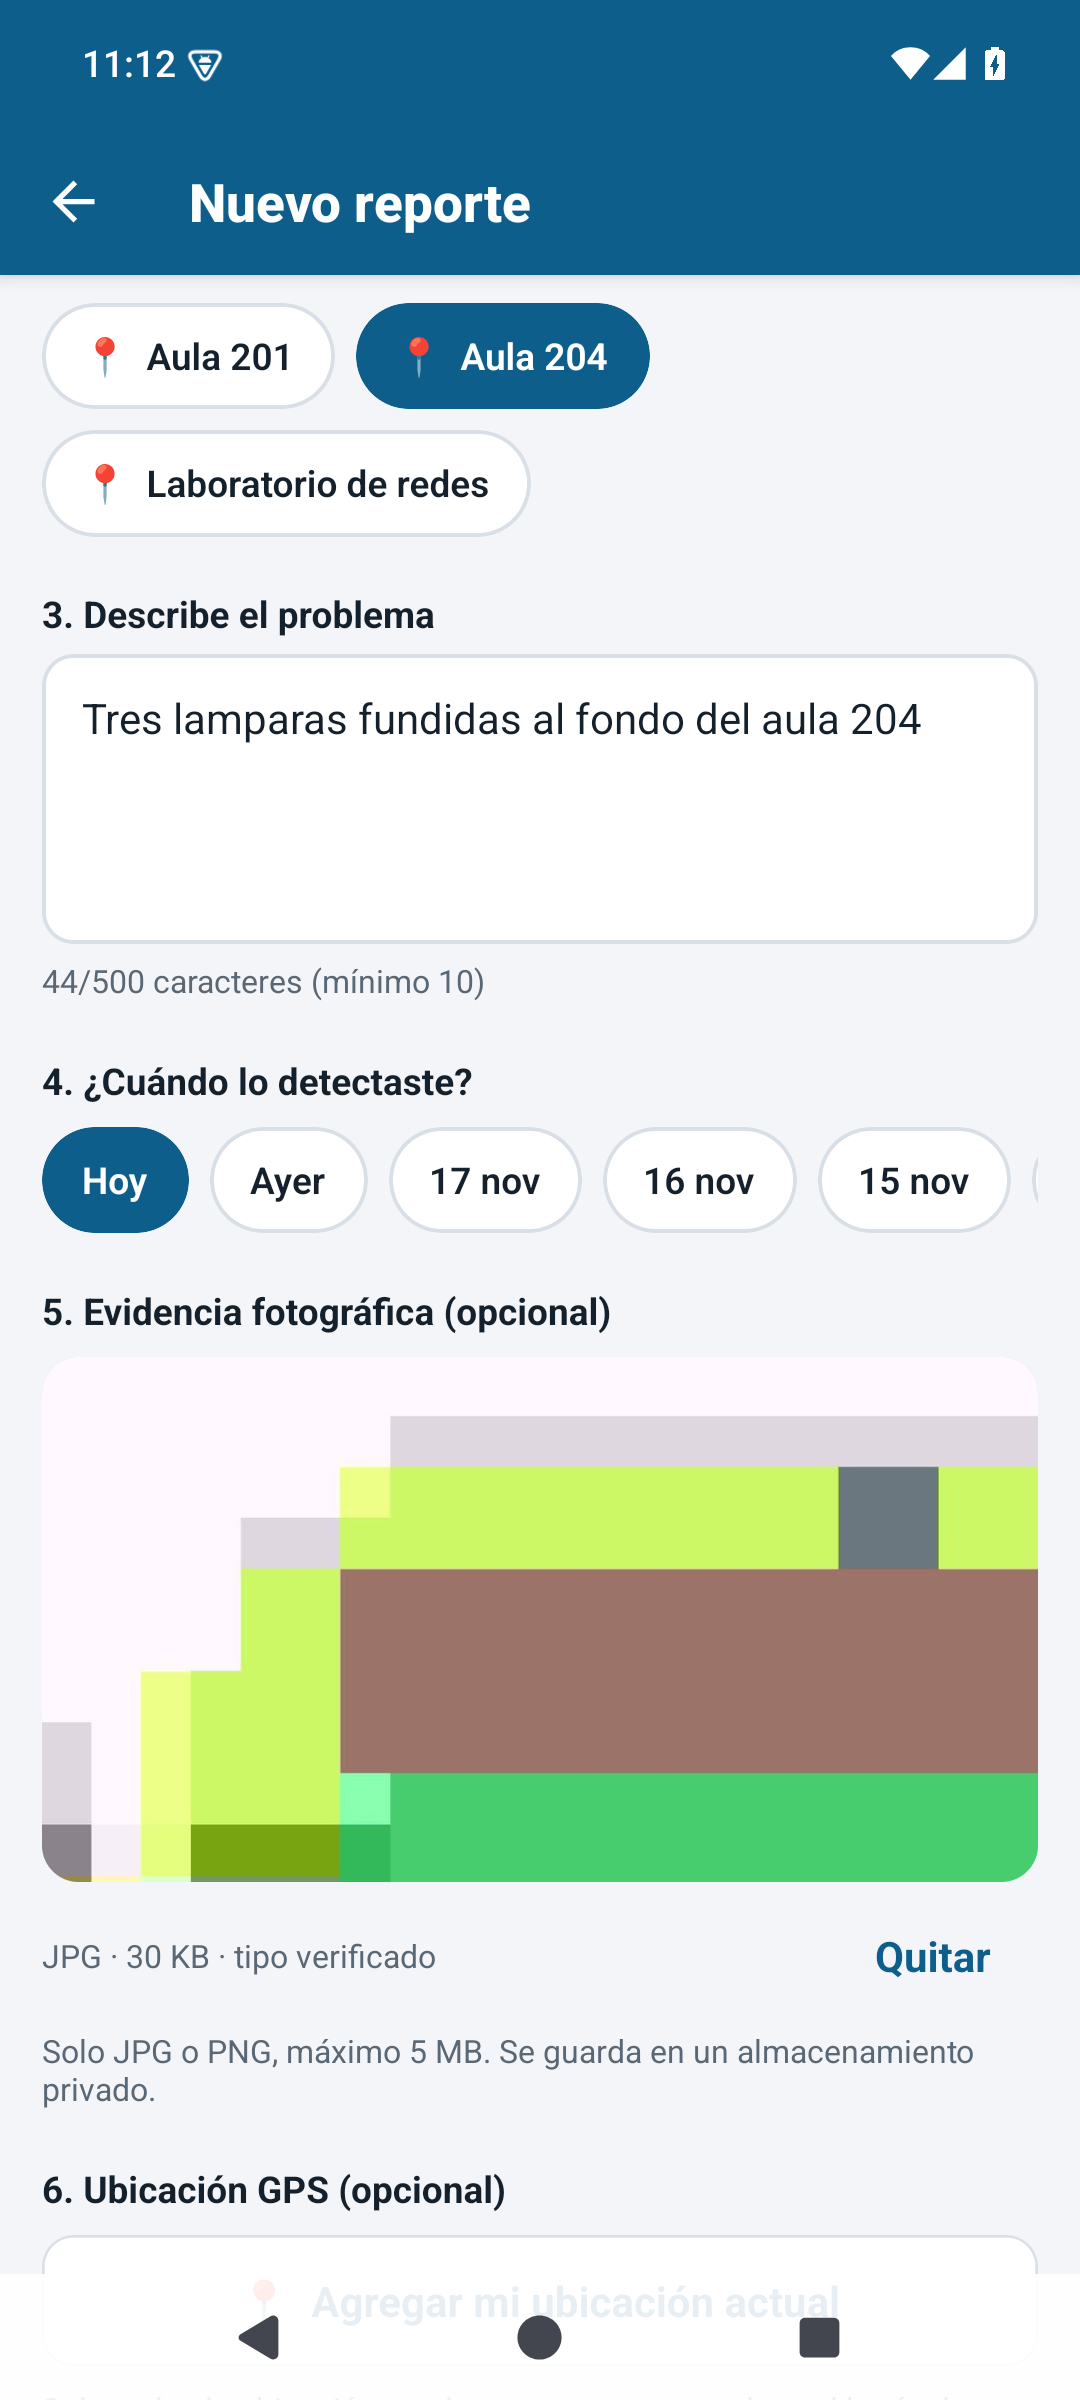 11:12
Nuevo reporte
Aula 201
Aula 204
Laboratorio de redes
3. Describe el problema
Tres lamparas fundidas al fondo del aula 204
44/500 caracteres (mínimo 10)
4. ¿Cuándo lo detectaste?
Hoy Ayer 17 nov 16 nov 15 nov
5. Evidencia fotográfica (opcional)
JPG · 30 KB · tipo verificado
Quitar
Solo JPG o PNG, máximo 5 MB. Se guarda en un almacenamiento
privado.
6. Ubicación GPS (opcional)
Agregar mi ubicación actual